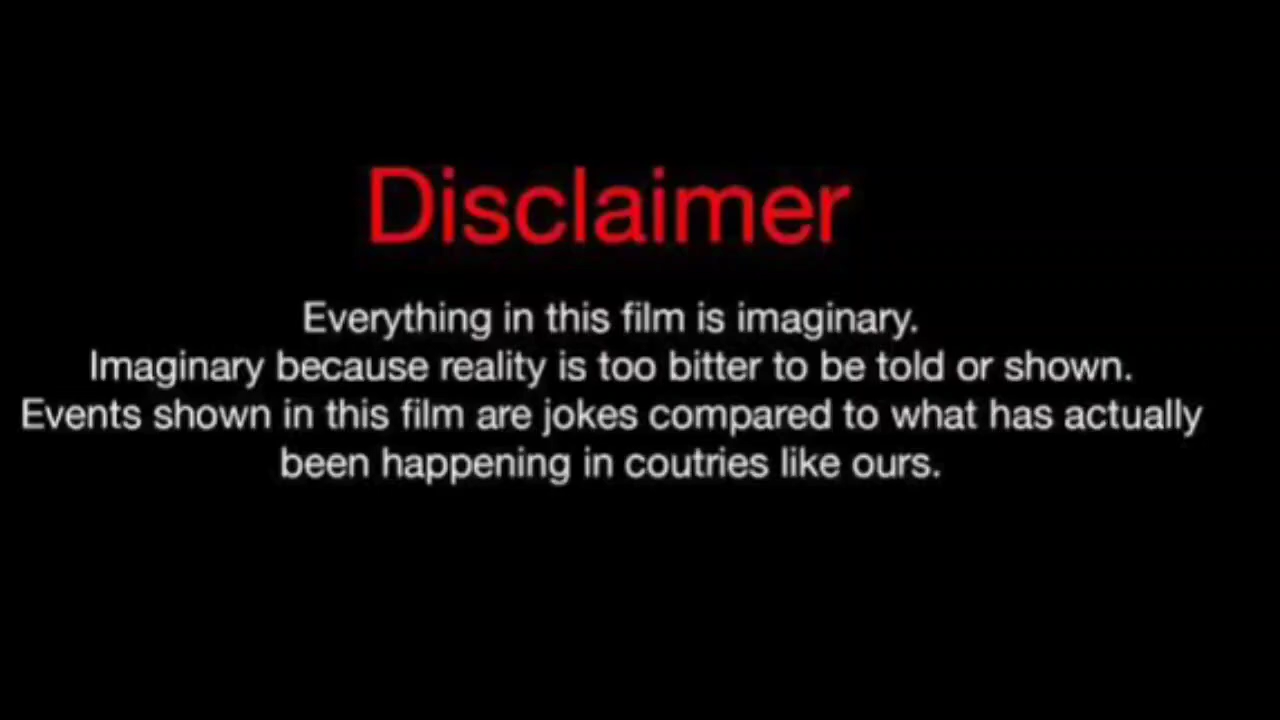 Disclaimer
Everything in this film is imaginary.
Imaginary because reality is too bitter to be told or shown.
Events shown in this film are jokes compared to what has actually
been happening in coutries like ours.